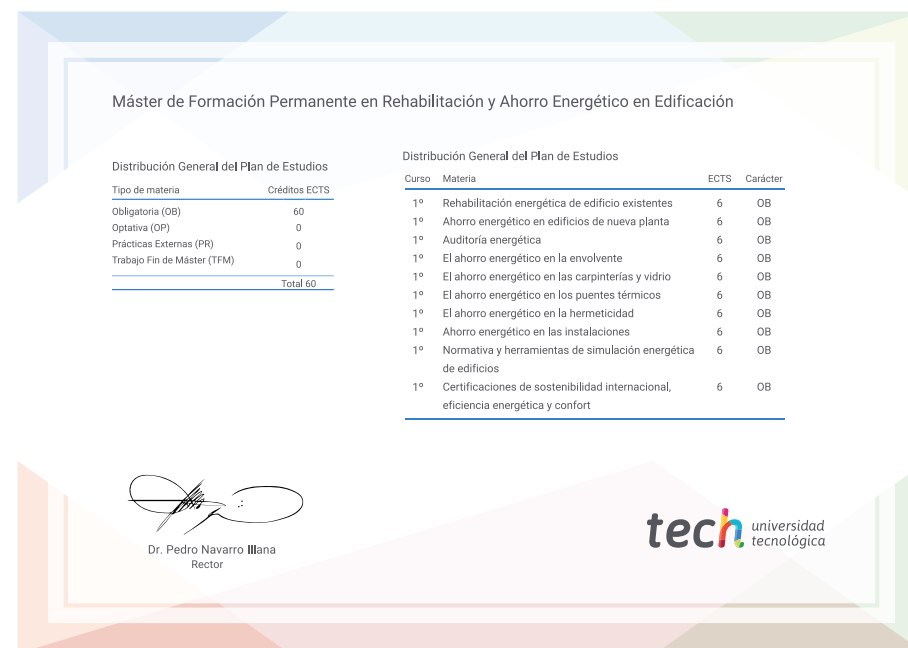 Máster de Formación Permanente en Rehabilitación y Ahorro Energético en Edificación
Distribución General del Plan de Estudios
Tipo de materia Créditos ECTS
Obligatoria (OB) 60
Optativa (OP) 0
Prácticas Externas (PR) 0
Trabajo Fin de Máster (TFM) 0
Total 60
Distribución General del Plan de Estudios
Curso Materia ECTS Carácter
1º Rehabilitación energética de edificio existentes 6 OB
1º Ahorro energético en edificios de nueva planta 6 OB
1º Auditoría energética 6 OB
1º El ahorro energético en la envolvente 6 OB
1º El ahorro energético en las carpinterías y vidrio 6 OB
1º El ahorro energético en los puentes térmicos 6 OB
1º El ahorro energético en la hermeticidad 6 OB
1º Ahorro energético en las instalaciones 6 OB
1º Normativa y herramientas de simulación energética 6 OB
de edificios
1º Certificaciones de sostenibilidad internacional, 6 OB
eficiencia energética y confort
Dr. Pedro Navarro Illana
Rector
tech universidad
tecnológica